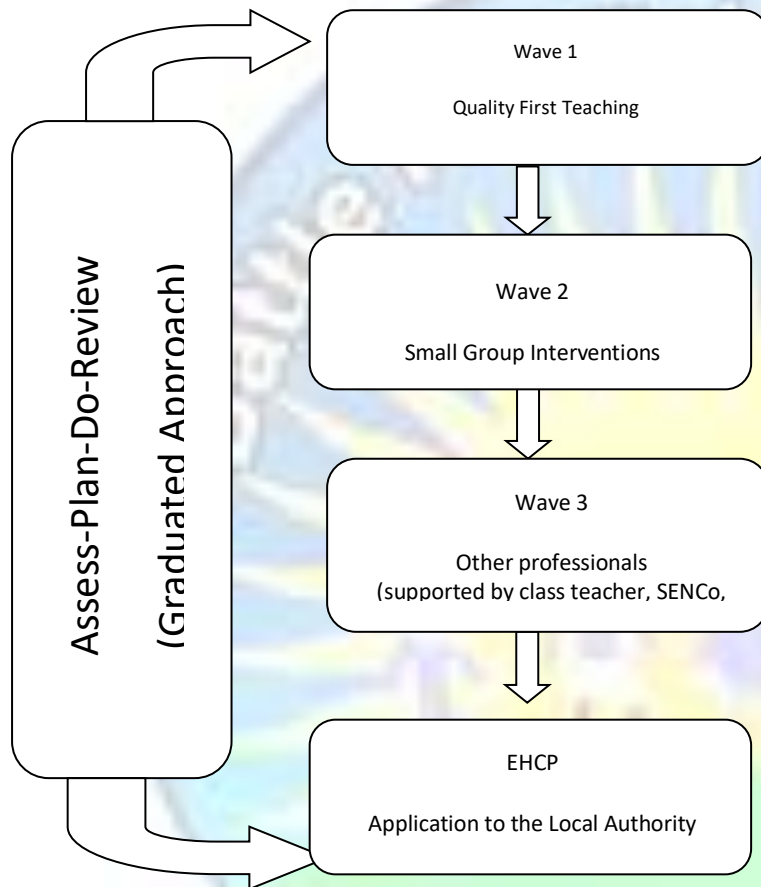 Assess-Plan-Do-Review
(Graduated Approach)
Wave 1
Quality First Teaching
Wave 2
Small Group Interventions
Wave 3
Other professionals
(supported by class teacher, SENCo,
EHCP
Application to the Local Authority